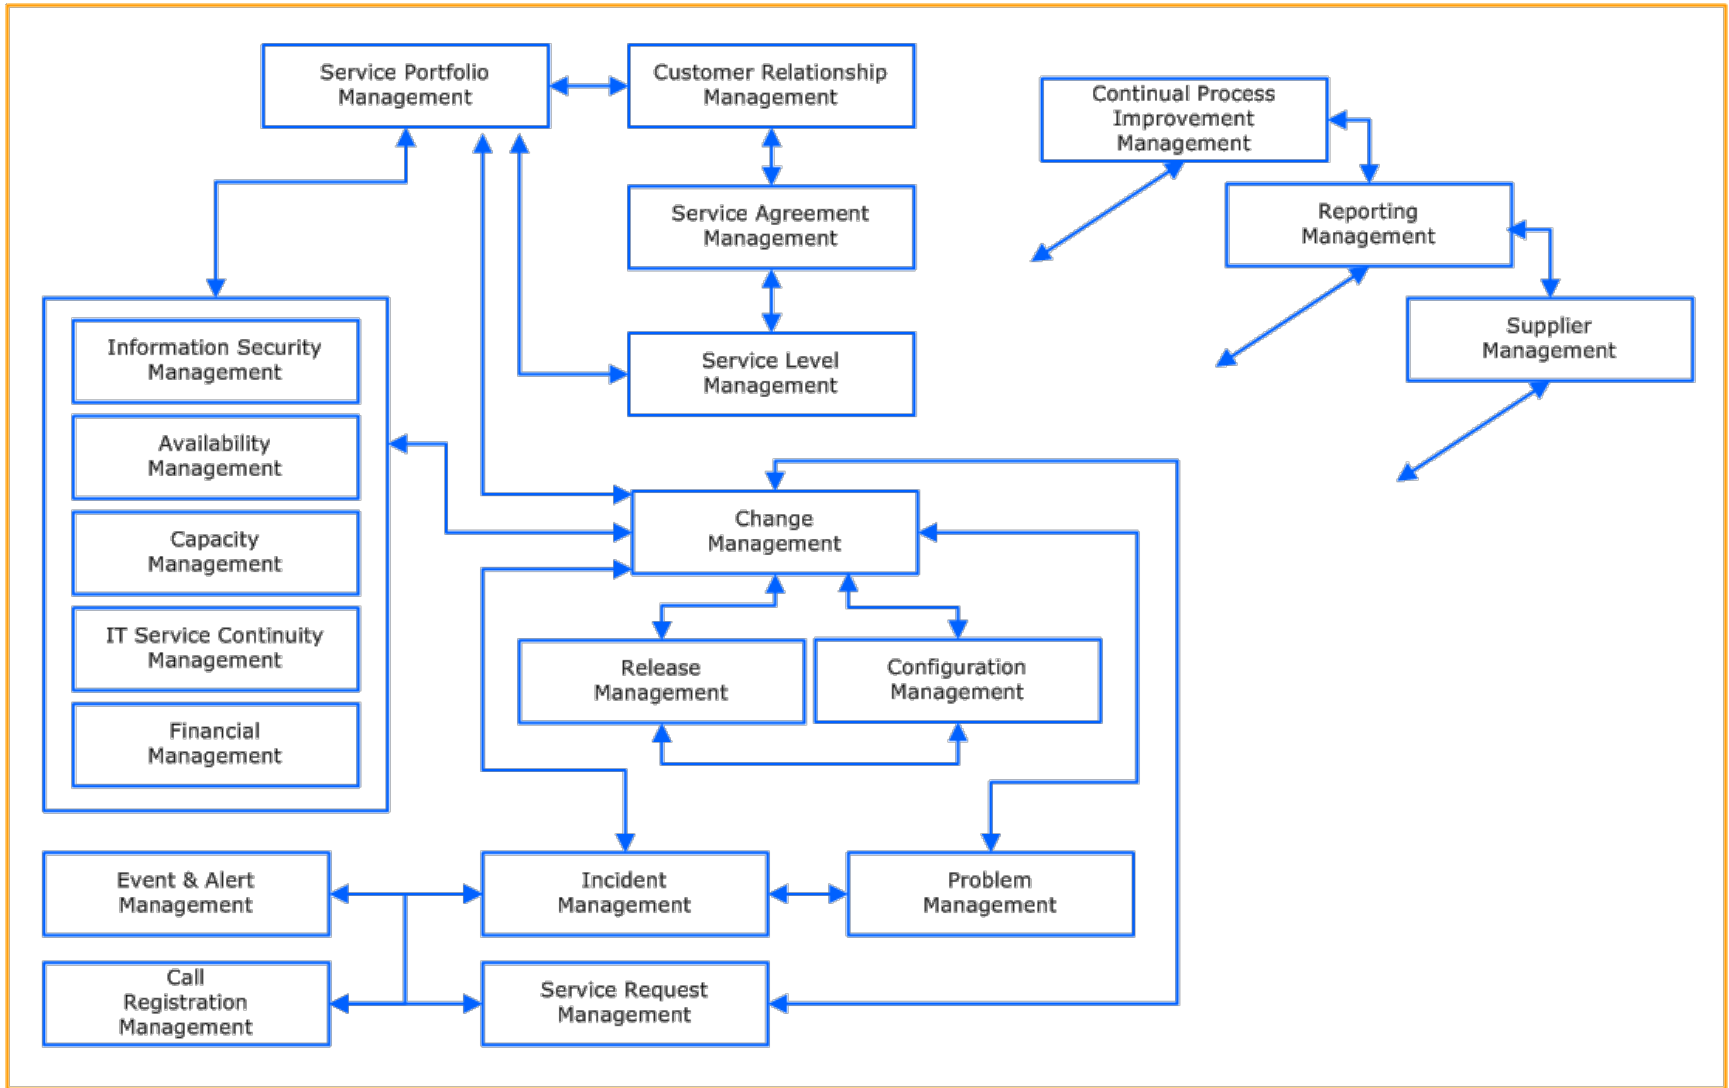 Service Portfolio
Management
Customer Relationship
Management
Continual Process
Improvement
Management
Service Agreement
Management
Reporting
Management
Supplier
Management
Service Level
Management
Information Security
Management
Availability
Management
Capacity
Management
IT Service Continuity
Management
Financial
Management
Change
Management
Release
Management
Configuration
Management
Event & Alert
Management
Incident
Management
Problem
Management
Call
Registration
Management
Service Request
Management